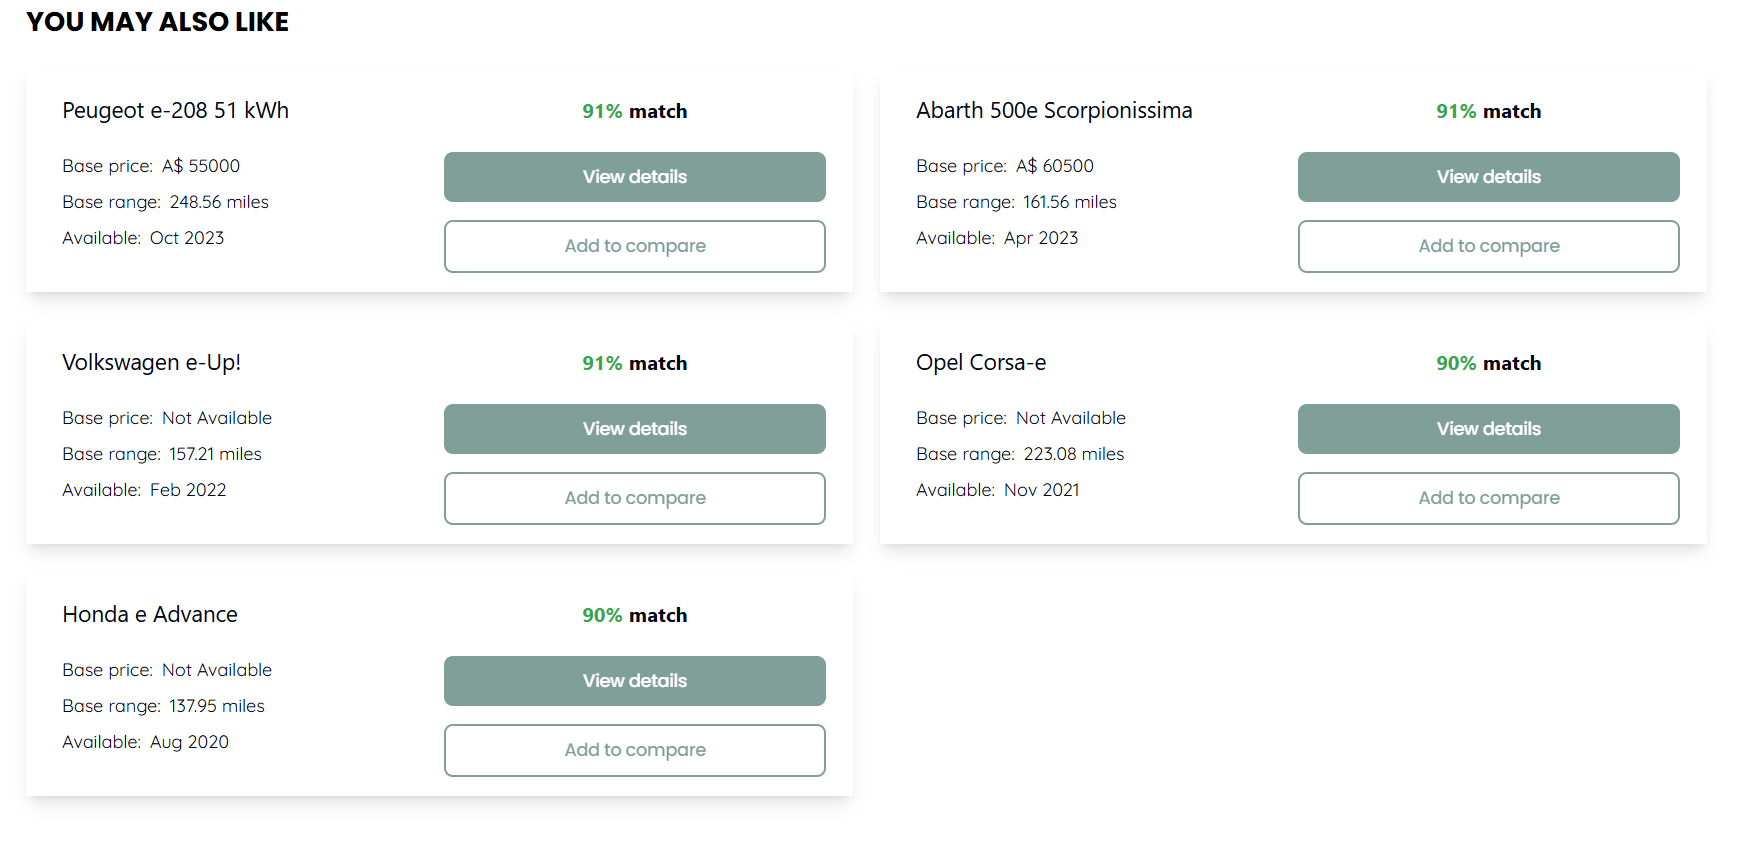 YOU MAY ALSO LIKE
Peugeot e-208 51 kWh
91% match
Base price: A$ 55000
Base range: 248.56 miles
Available: Oct 2023
View details
Add to compare
Abarth 500e Scorpionissima
91% match
Base price: A$ 60500
Base range: 161.56 miles
Available: Apr 2023
View details
Add to compare
Volkswagen e-Up!
91% match
Base price: Not Available
Base range: 157.21 miles
Available: Feb 2022
View details
Add to compare
Opel Corsa-e
90% match
Base price: Not Available
Base range: 223.08 miles
Available: Nov 2021
View details
Add to compare
Honda e Advance
90% match
Base price: Not Available
Base range: 137.95 miles
Available: Aug 2020
View details
Add to compare